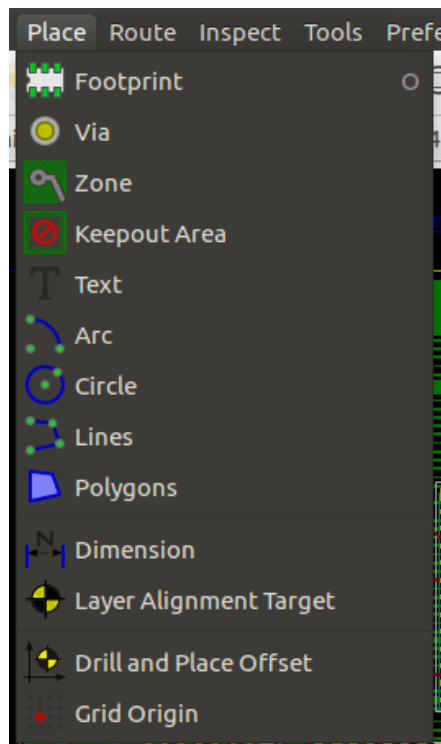 Place Route Inspect Tools
Footprint O
Via
Zone
Keepout Area
Text
Arc
Circle
Lines
Polygons
N
Dimension
Layer Alignment Target
Drill and Place Offset
Grid Origin